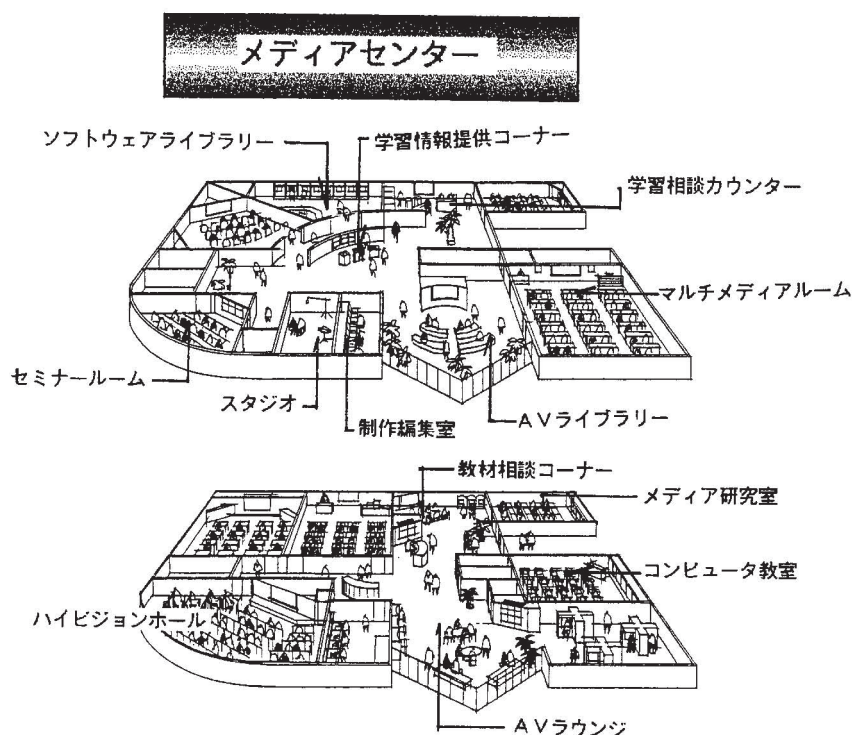 メディアセンター
ソフトウェアライブラリー
学習情報提供コーナー
学習相談カウンター
マルチメディアルーム
セミナールーム
スタジオ
制作編集室
AVライブラリー
教材相談コーナー
メディア研究室
コンピュータ教室
ハイビジョンホール
AVラウンジ